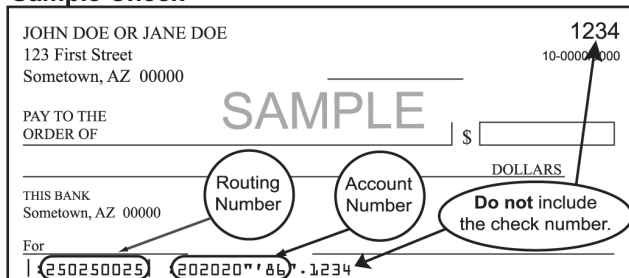 Sample Check
JOHN DOE OR JANE DOE
1234
123 First Street
Sometown, AZ 00000
SAMPLE
PAY TO THE
ORDER OF
$
DOLLARS
THIS BANK
Sometown, AZ 00000
Routing
Number
Account
Number
Do not include
the check number.
For
250250025
202020"'86".1234